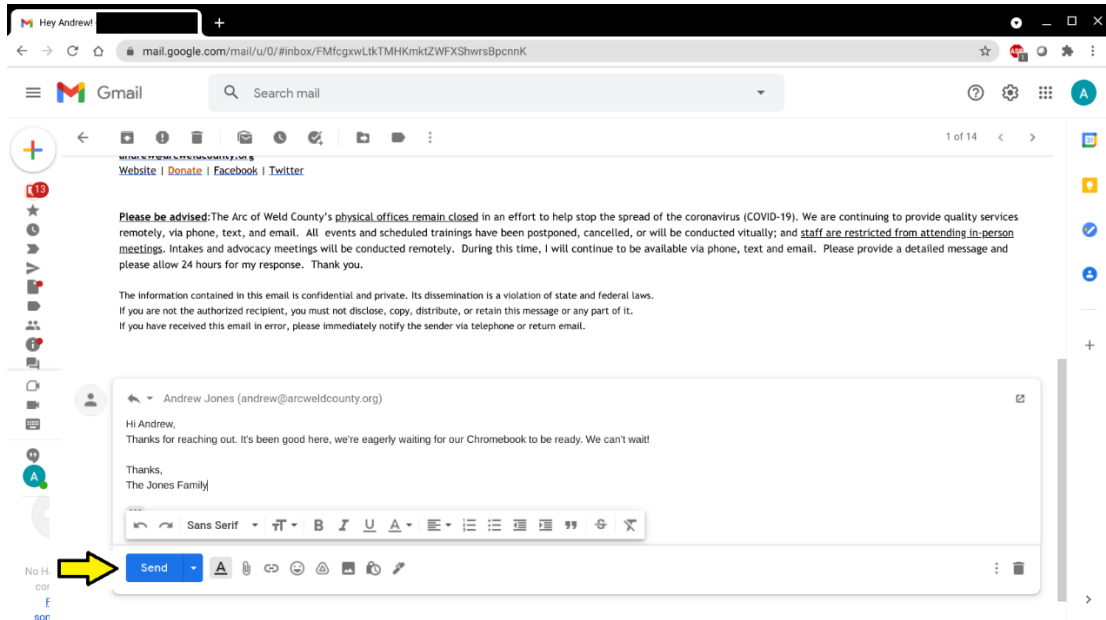 Hey Andrew!
mail.google.com/mail/u/0/#inbox/FMfcgxwLtkTMHKmktZWFXShwrsBpcnnK
ABP
1
Gmail
Search mail
A
1 of 14
31
andrew@arcweldcounty.org
Website | Donate | Facebook | Twitter
13
Please be advised:The Arc of Weld County's physical offices remain closed in an effort to help stop the spread of the coronavirus (COVID-19). We are continuing to provide quality services
remotely, via phone, text, and email. All events and scheduled trainings have been postponed, cancelled, or will be conducted vitually; and staff are restricted from attending in-person
meetings. Intakes and advocacy meetings will be conducted remotely. During this time, I will continue to be available via phone, text and email. Please provide a detailed message and
please allow 24 hours for my response. Thank you.
The information contained in this email is confidential and private. Its dissemination is a violation of state and federal laws.
If you are not the authorized recipient, you must not disclose, copy, distribute, or retain this message or any part of it.
If you have received this email in error, please immediately notify the sender via telephone or return email.
Andrew Jones (andrew@arcweldcounty.org)
Hi Andrew,
Thanks for reaching out. It's been good here, we're eagerly waiting for our Chromebook to be ready. We can't wait!
Thanks,
The Jones Family
A
Sans Serif
B I U A
Send
A
No H